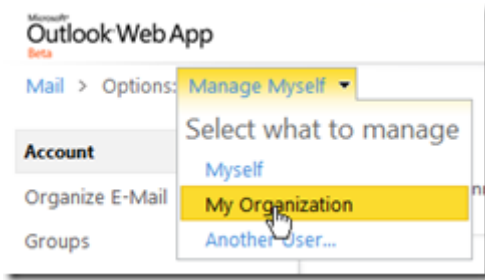 Microsoft®
Outlook Web App
Beta
Mail > Options: Manage Myself
Select what to manage
Account
Myself
Organize E-Mail
My Organization
Groups
Another User...